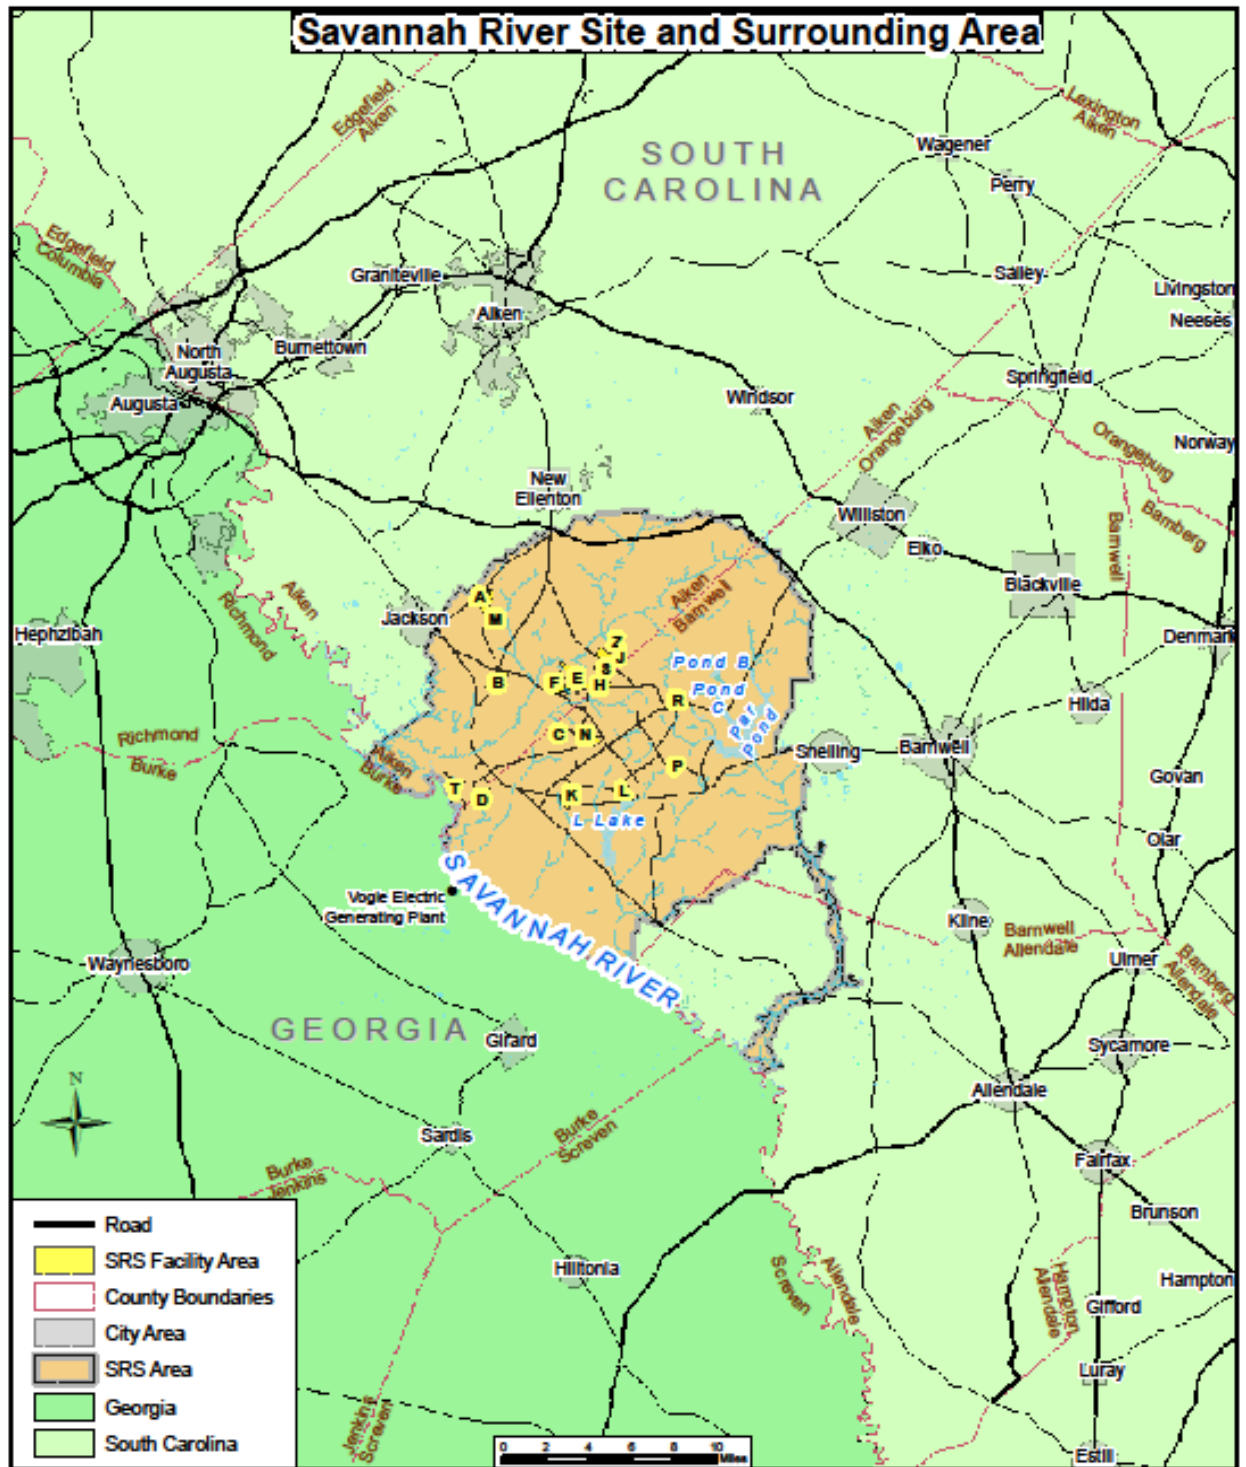 Savannah River Site and Surrounding Area
Edgefield
Aiken
Lexington
Aiken
SOUTH
CAROLINA
Wagener
Perry
Edgefield
Columbia
Graniteville
Salley
Livingston
Aiken
Neeses
North
Augusta
Burnettown
Springfield
Windsor
Augusta
Aiken
Orangeburg
Orangeburg
Norway
New
Ellenton
Williston
Bamberg
Barnwell
Elko
Blackville
Aiken
Barnwell
Aiken
Richmond
A
Jackson
M
Hephzibah
Denmark
Z
J
S
Pond B
B
F
E
H
Pond
C
R
Par
Pond
Hilda
C
N
Richmond
Burke
Snelling
Barnwell
Aiken
Burke
P
Govan
T
D
K
L
L Lake
Olar
SAVANNAH RIVER
Vogle Electric
Generating Plant
Kline
Barnwell
Allendale
Waynesboro
Ulmer
Bamberg
Allendale
GEORGIA
Girard
Sycamore
N
Allendale
Sardis
Burke
Screven
Fairfax
Burke
Jenkins
Brunson
Road
SRS Facility Area
County Boundaries
City Area
SRS Area
Georgia
South Carolina
Hilltonia
Screven
Allendale
Hampton
Allendale
Hampton
Gifford
Luray
Jenkins
Screven
0 2 4 6 8 10
Miles
Estill